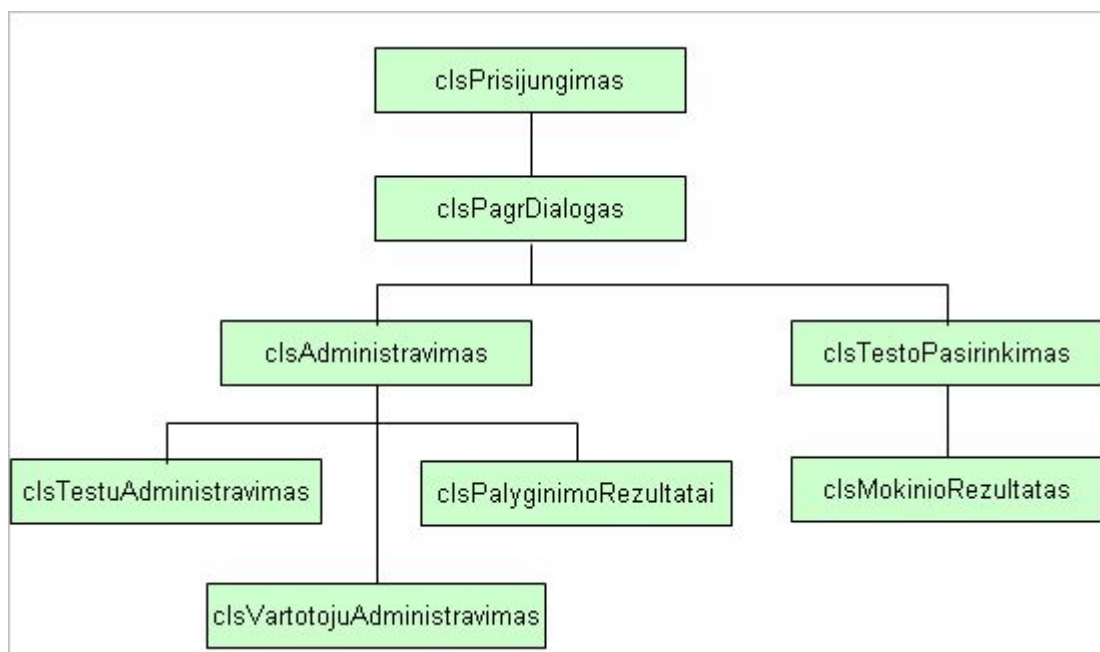 clsPrisijungimas
clsPagrDialogas
clsAdministravimas
clsTestoPasirinkimas
clsTestuAdministravimas
clsPalyginimoRezultatai
clsMokinioRezultatas
clsVartotojuAdministravimas